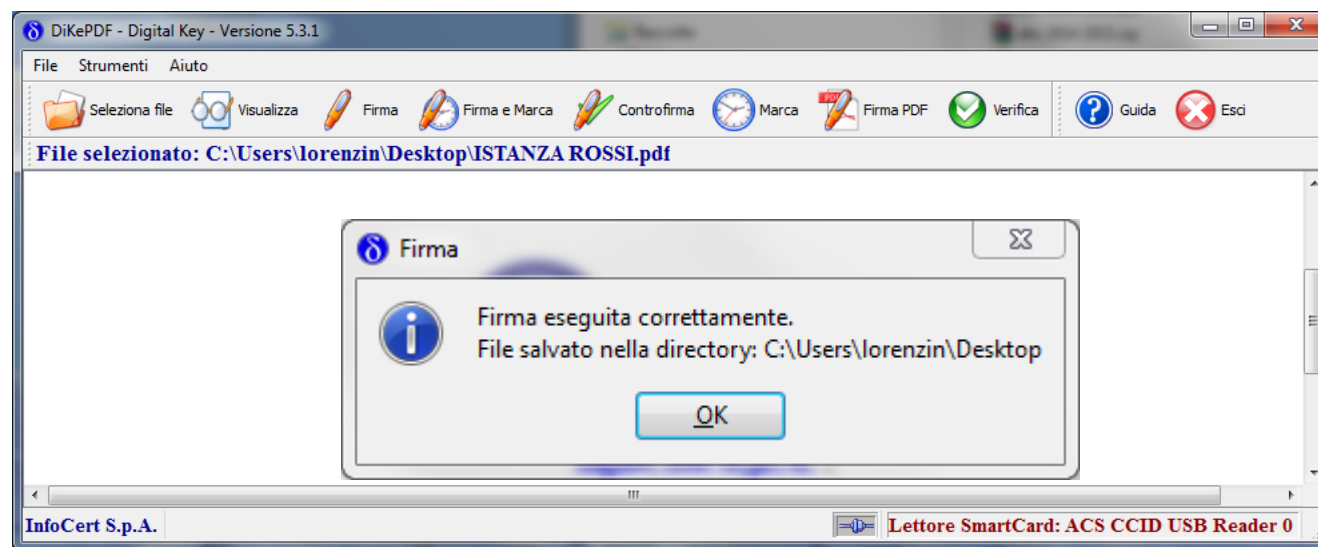 DiKePDF - Digital Key - Versione 5.3.1
File Strumenti Aiuto
Seleziona file Visualizza Firma Firma e Marca Controfirma Marca PDF Firma PDF Verifica Guida Esci
File selezionato: C:\Users\lorenzin\Desktop\ISTANZA ROSSI.pdf
Firma
Firma eseguita correttamente.
File salvato nella directory: C:\Users\lorenzin\Desktop
OK
InfoCert S.p.A. Lettore SmartCard: ACS CCID USB Reader 0